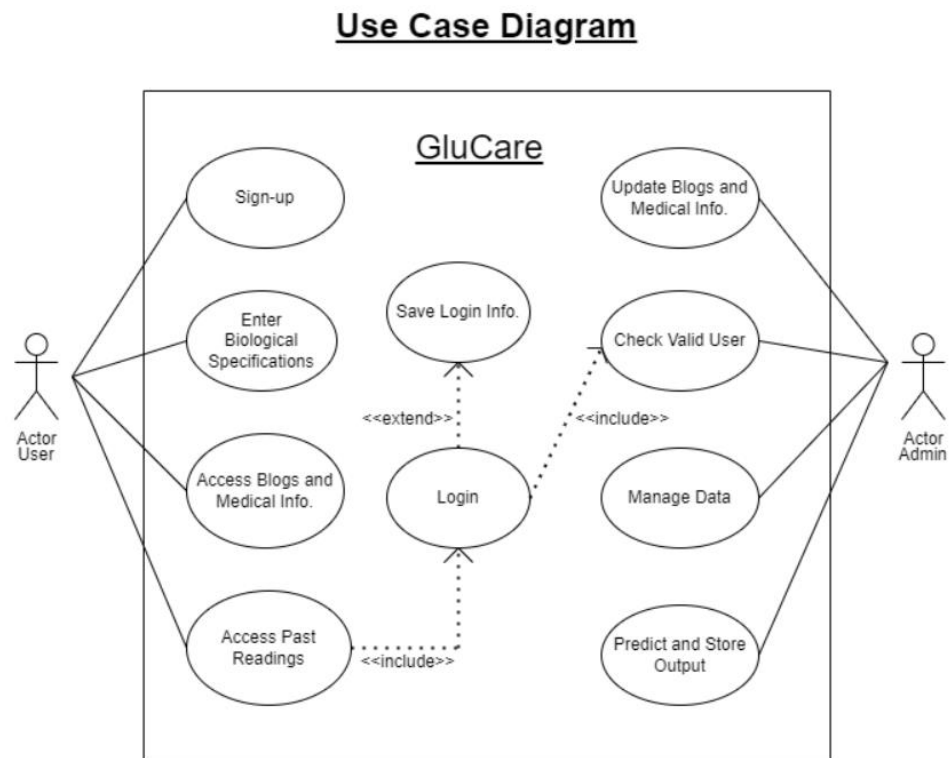 Use Case Diagram
GluCare
Sign-up
Update Blogs and
Medical Info.
Save Login Info.
Enter
Biological
Specifications
Check Valid User
Actor
User
Actor
Admin
<<extend>>
<<include>>
Access Blogs and
Medical Info.
Login
Manage Data
Access Past
Readings
<<include>>
Predict and Store
Output